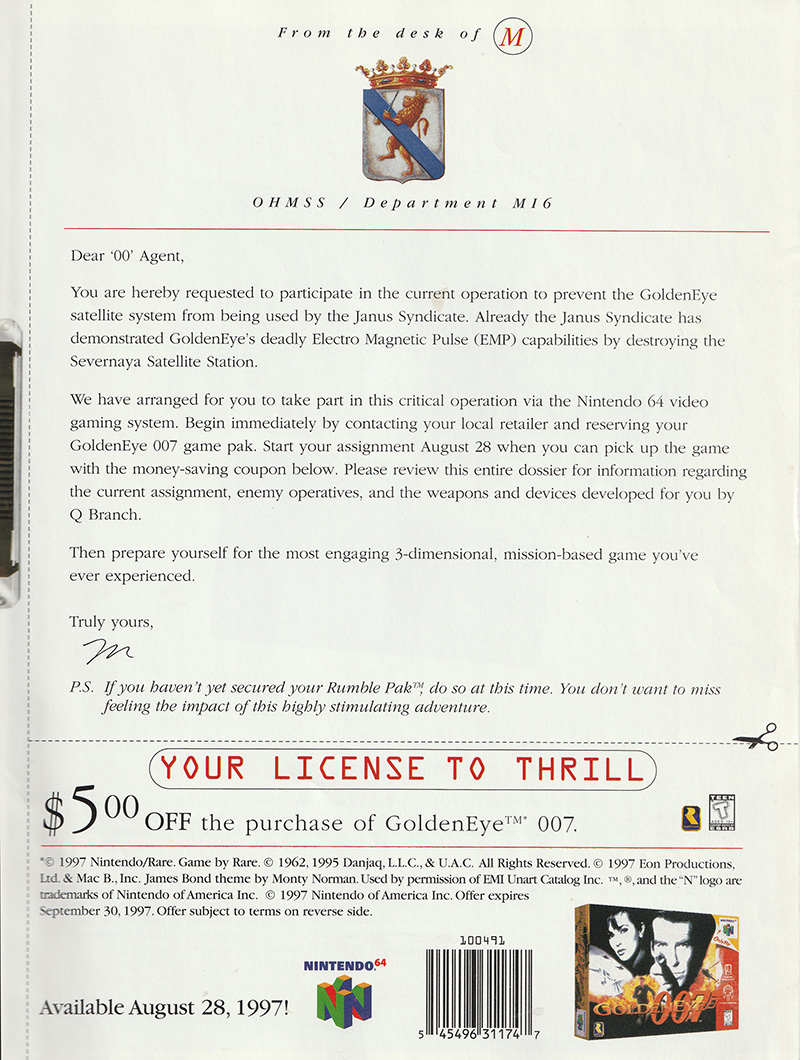 From the desk of M
OHMSS / Department MI6
Dear ‘00’ Agent,
You are hereby requested to participate in the current operation to prevent the GoldenEye
satellite system from being used by the Janus Syndicate. Already the Janus Syndicate has
demonstrated GoldenEye’s deadly Electro Magnetic Pulse (EMP) capabilities by destroying the
Severnaya Satellite Station.
We have arranged for you to take part in this critical operation via the Nintendo 64 video
gaming system. Begin immediately by contacting your local retailer and reserving your
GoldenEye 007 game pak. Start your assignment August 28 when you can pick up the game
with the money-saving coupon below. Please review this entire dossier for information regarding
the current assignment, enemy operatives, and the weapons and devices developed for you by
Q Branch.
Then prepare yourself for the most engaging 3-dimensional, mission-based game you’ve
ever experienced.
Truly yours,
M
P.S. If you haven’t yet secured your Rumble Pak™, do so at this time. You don’t want to miss
feeling the impact of this highly stimulating adventure.
YOUR LICENSE TO THRILL
$5.00 OFF the purchase of GoldenEye™* 007.
R
TEEN
T
*© 1997 Nintendo/Rare. Game by Rare. © 1962, 1995 Danjaq, L.L.C., & U.A.C. All Rights Reserved. © 1997 Eon Productions,
Ltd. & Mac B., Inc. James Bond theme by Monty Norman. Used by permission of EMI Unart Catalog Inc. ™, ®, and the “N” logo are
trademarks of Nintendo of America Inc. © 1997 Nintendo of America Inc. Offer expires
September 30, 1997. Offer subject to terms on reverse side.
100491
NINTENDO64
5 45496 31174 7
Available August 28, 1997!
GOLDENEYE 007